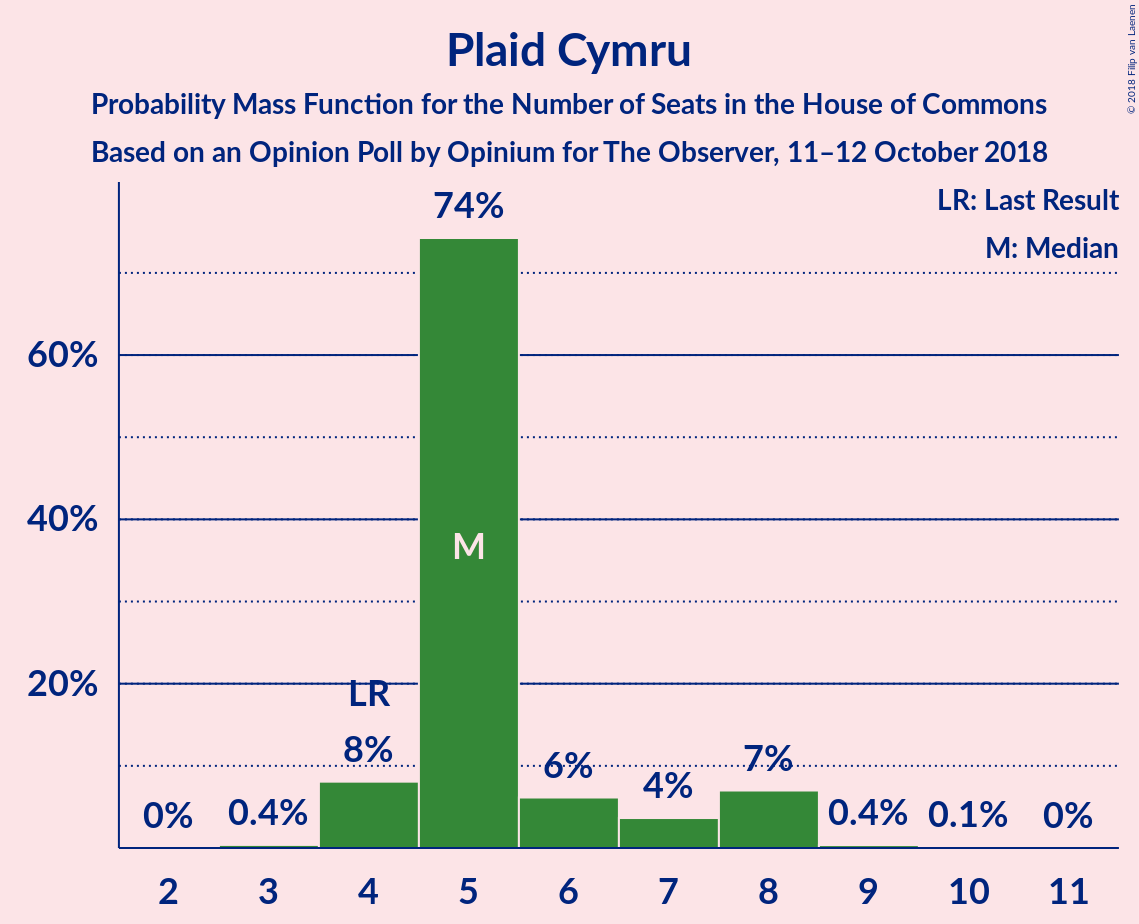 Plaid Cymru
Probability Mass Function for the Number of Seats in the House of Commons
Based on an Opinion Poll by Opinium for The Observer, 11–12 October 2018
© 2018 Filip van Laenen
LR: Last Result
M: Median
74%
60%
40%
M
20%
LR
8%
6%
4%
7%
0%
0.4%
0.4%
0.1%
0%
2 3 4 5 6 7 8 9 10 11